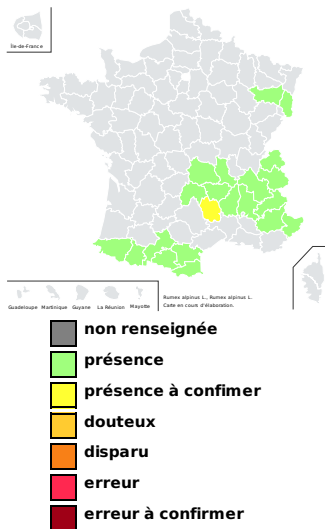 Île-de-France
Guadeloupe Martinique Guyane La Réunion Mayotte
Rumex alpinus L., Rumex alpinus L.
Carte en cours d'élaboration.
non renseignée
présence
présence à confimer
douteux
disparu
erreur
erreur à confirmer